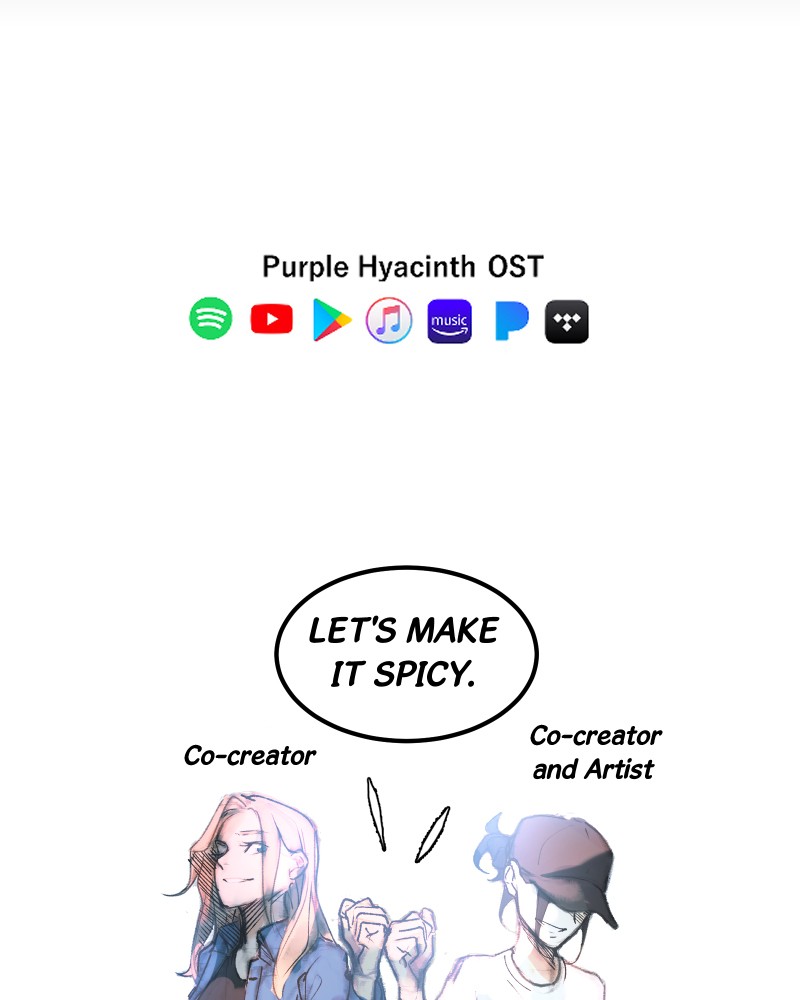 Purple Hyacinth OST
music
LET'S MAKE
IT SPICY.
Co-creator
Co-creator
and Artist